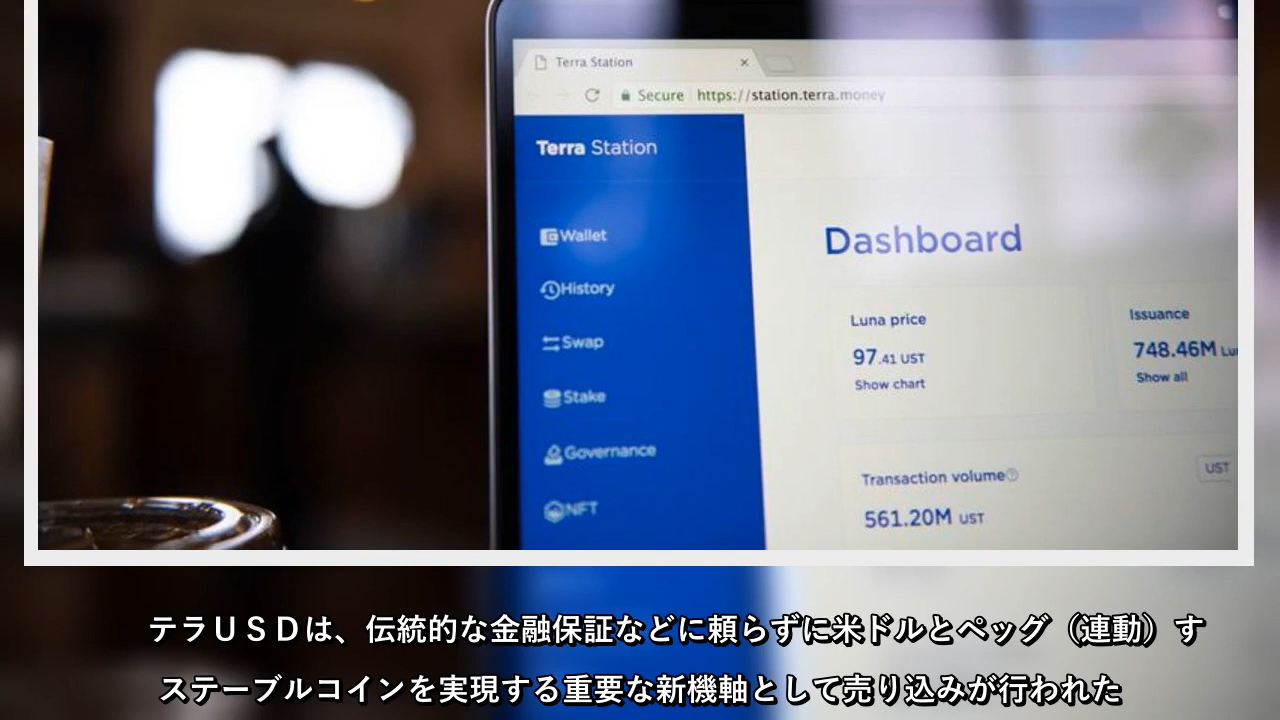 Terra Station
Secure https://station.terra.money
Terra Station
Wallet
History
Swap
Stake
Governance
NFT
Dashboard
Luna price
97.41 UST
Show chart
Issuance
748.46M Lu
Show all
Transaction volume
UST
561.20M UST
テラＵＳＤは、伝統的な金融保証などに頼らずに米ドルとペッグ（連動）す
ステーブルコインを実現する重要な新機軸として売り込みが行われた